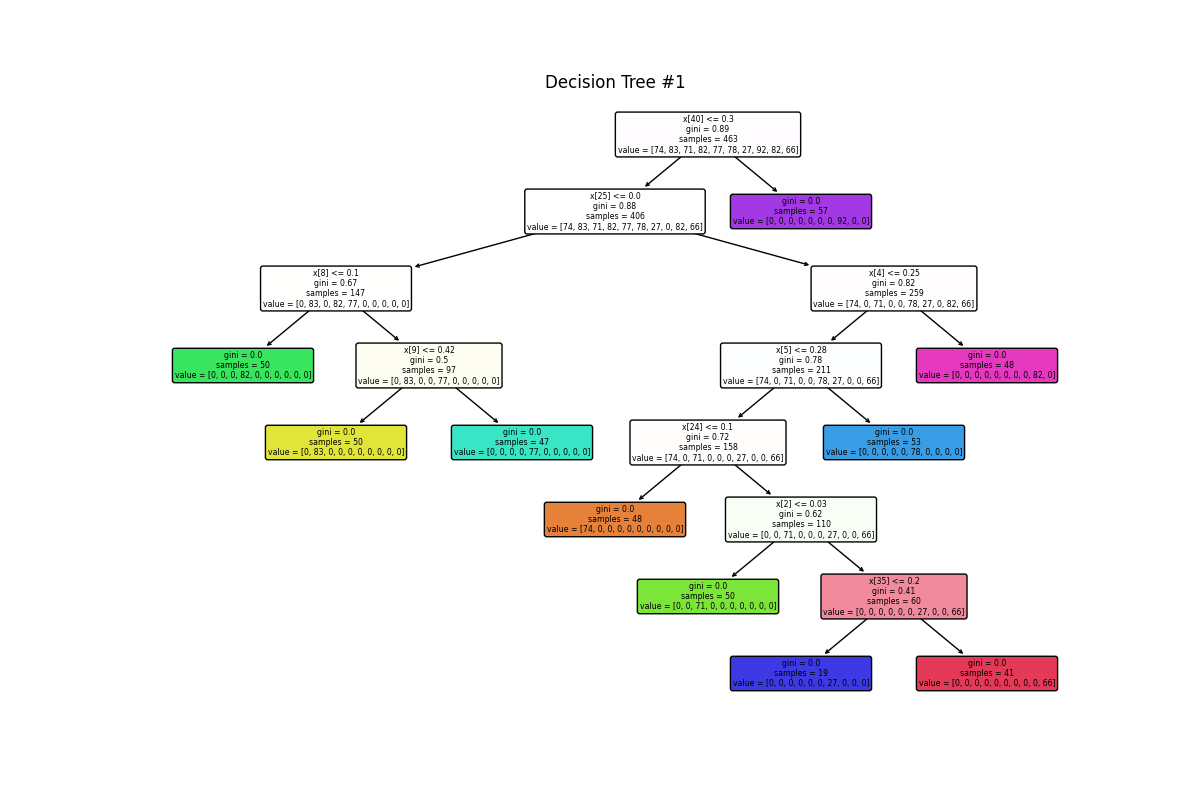 Decision Tree #1
x[40] <= 0.3
gini = 0.89
samples = 463
value = [74, 83, 71, 82, 77, 78, 27, 92, 82, 66]
x[25] <= 0.0
gini = 0.88
samples = 406
value = [74, 83, 71, 82, 77, 78, 27, 0, 82, 66]
gini = 0.0
samples = 57
value = [0, 0, 0, 0, 0, 0, 0, 92, 0, 0]
x[8] <= 0.1
gini = 0.67
samples = 147
value = [0, 83, 0, 82, 77, 0, 0, 0, 0, 0]
x[4] <= 0.25
gini = 0.82
samples = 259
value = [74, 0, 71, 0, 0, 78, 27, 0, 82, 66]
gini = 0.0
samples = 50
value = [0, 0, 0, 82, 0, 0, 0, 0, 0, 0]
x[9] <= 0.42
gini = 0.5
samples = 97
value = [0, 83, 0, 0, 77, 0, 0, 0, 0, 0]
x[5] <= 0.28
gini = 0.78
samples = 211
value = [74, 0, 71, 0, 0, 78, 27, 0, 0, 66]
gini = 0.0
samples = 48
value = [0, 0, 0, 0, 0, 0, 0, 0, 82, 0]
gini = 0.0
samples = 50
value = [0, 83, 0, 0, 0, 0, 0, 0, 0, 0]
gini = 0.0
samples = 47
value = [0, 0, 0, 0, 77, 0, 0, 0, 0, 0]
x[24] <= 0.1
gini = 0.72
samples = 158
value = [74, 0, 71, 0, 0, 0, 27, 0, 0, 66]
gini = 0.0
samples = 53
value = [0, 0, 0, 0, 0, 78, 0, 0, 0, 0]
gini = 0.0
samples = 48
value = [74, 0, 0, 0, 0, 0, 0, 0, 0, 0]
x[2] <= 0.03
gini = 0.62
samples = 110
value = [0, 0, 71, 0, 0, 0, 27, 0, 0, 66]
gini = 0.0
samples = 50
value = [0, 0, 71, 0, 0, 0, 0, 0, 0, 0]
x[35] <= 0.2
gini = 0.41
samples = 60
value = [0, 0, 0, 0, 0, 0, 27, 0, 0, 66]
gini = 0.0
samples = 19
value = [0, 0, 0, 0, 0, 0, 27, 0, 0, 0]
gini = 0.0
samples = 41
value = [0, 0, 0, 0, 0, 0, 0, 0, 0, 66]